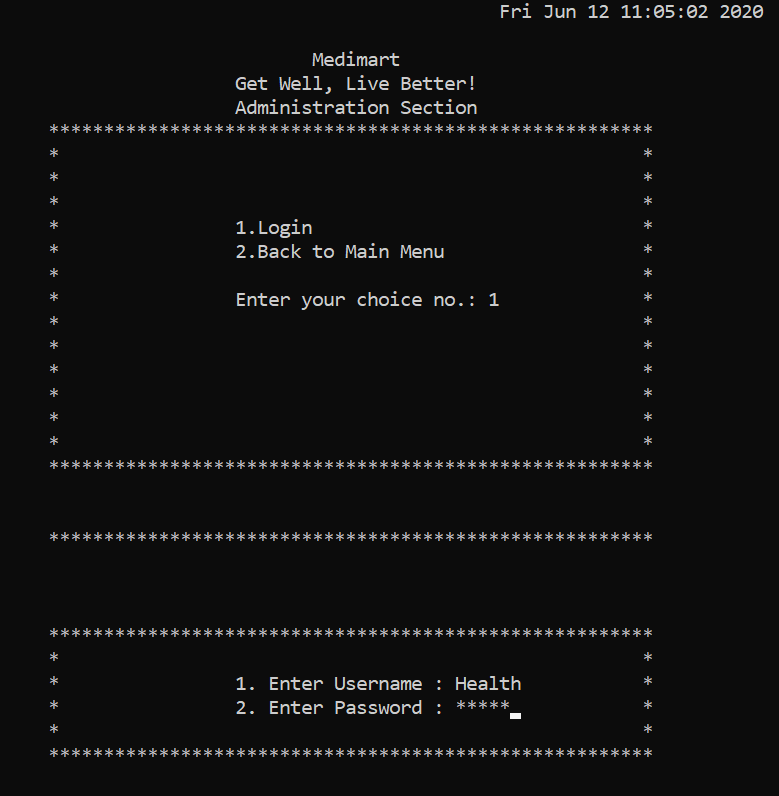 Fri Jun 12 11:05:02 2020
Medimart
Get Well, Live Better!
Administration Section
*******************************************************
* *
* *
* *
* 1.Login *
* 2.Back to Main Menu *
* *
* Enter your choice no.: 1 *
* *
* *
* *
* *
* *
* *
*******************************************************
*******************************************************
*******************************************************
* *
* 1. Enter Username : Health *
* 2. Enter Password : ***** *
* *
*******************************************************